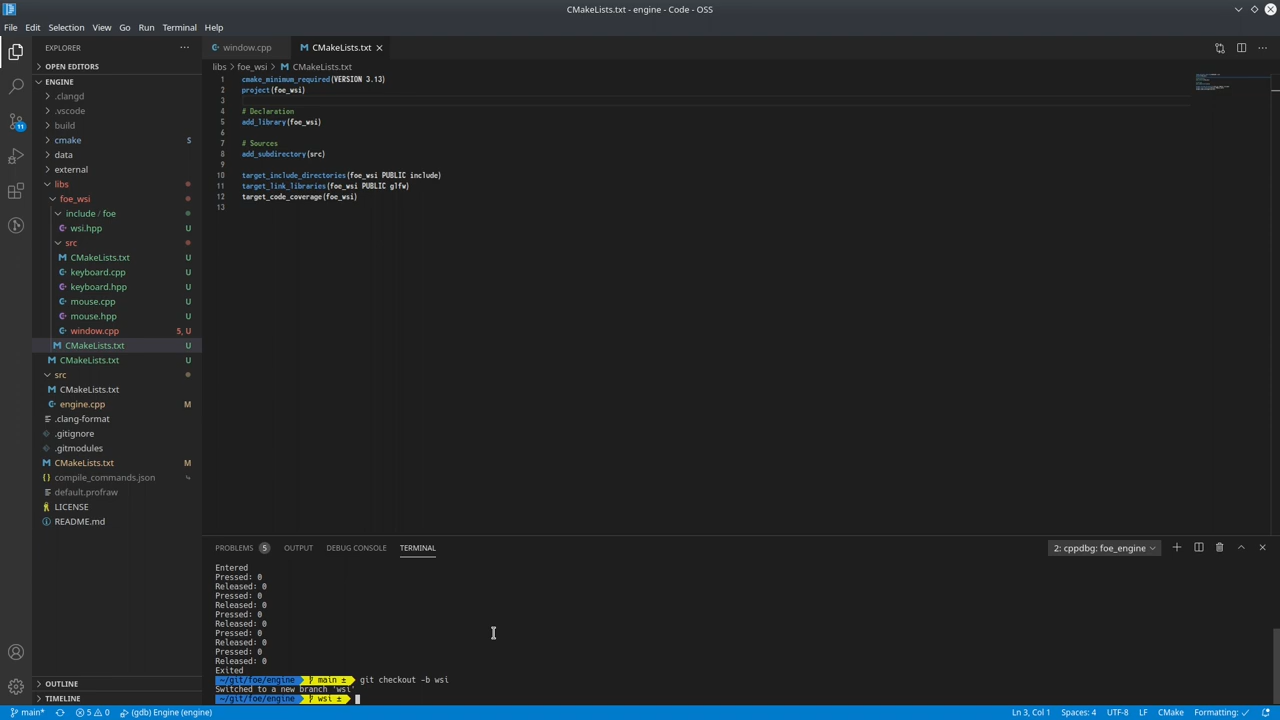 CMakeLists.txt - engine - Code - OSS
File Edit Selection View Go Run Terminal Help
EXPLORER
OPEN EDITORS
ENGINE
.clangd
.vscode
build
cmake S
data
external
libs
foe_wsi
include / foe
wsi.hpp U
src
CMakeLists.txt U
keyboard.cpp U
keyboard.hpp U
mouse.cpp U
mouse.hpp U
window.cpp 5, U
CMakeLists.txt U
CMakeLists.txt U
src
CMakeLists.txt
engine.cpp M
.clang-format
.gitignore
.gitmodules
CMakeLists.txt M
compile_commands.json
default.profraw
LICENSE
README.md
OUTLINE
TIMELINE
11
window.cpp CMakeLists.txt
libs > foe_wsi > CMakeLists.txt
1 cmake_minimum_required(VERSION 3.13)
2 project(foe_wsi)
3
4 # Declaration
5 add_library(foe_wsi)
6
7 # Sources
8 add_subdirectory(src)
9
10 target_include_directories(foe_wsi PUBLIC include)
11 target_link_libraries(foe_wsi PUBLIC glfw)
12 target_code_coverage(foe_wsi)
13
PROBLEMS 5 OUTPUT DEBUG CONSOLE TERMINAL 2: cppdbg: foe_engine
Entered
Pressed: 0
Released: 0
Pressed: 0
Released: 0
Pressed: 0
Released: 0
Pressed: 0
Released: 0
Pressed: 0
Released: 0
Exited
~/git/foe/engine main ± git checkout -b wsi
Switched to a new branch 'wsi'
~/git/foe/engine wsi ±
main* 5 0 (gdb) Engine (engine) Ln 3, Col 1 Spaces: 4 UTF-8 LF CMake Formatting: ✓